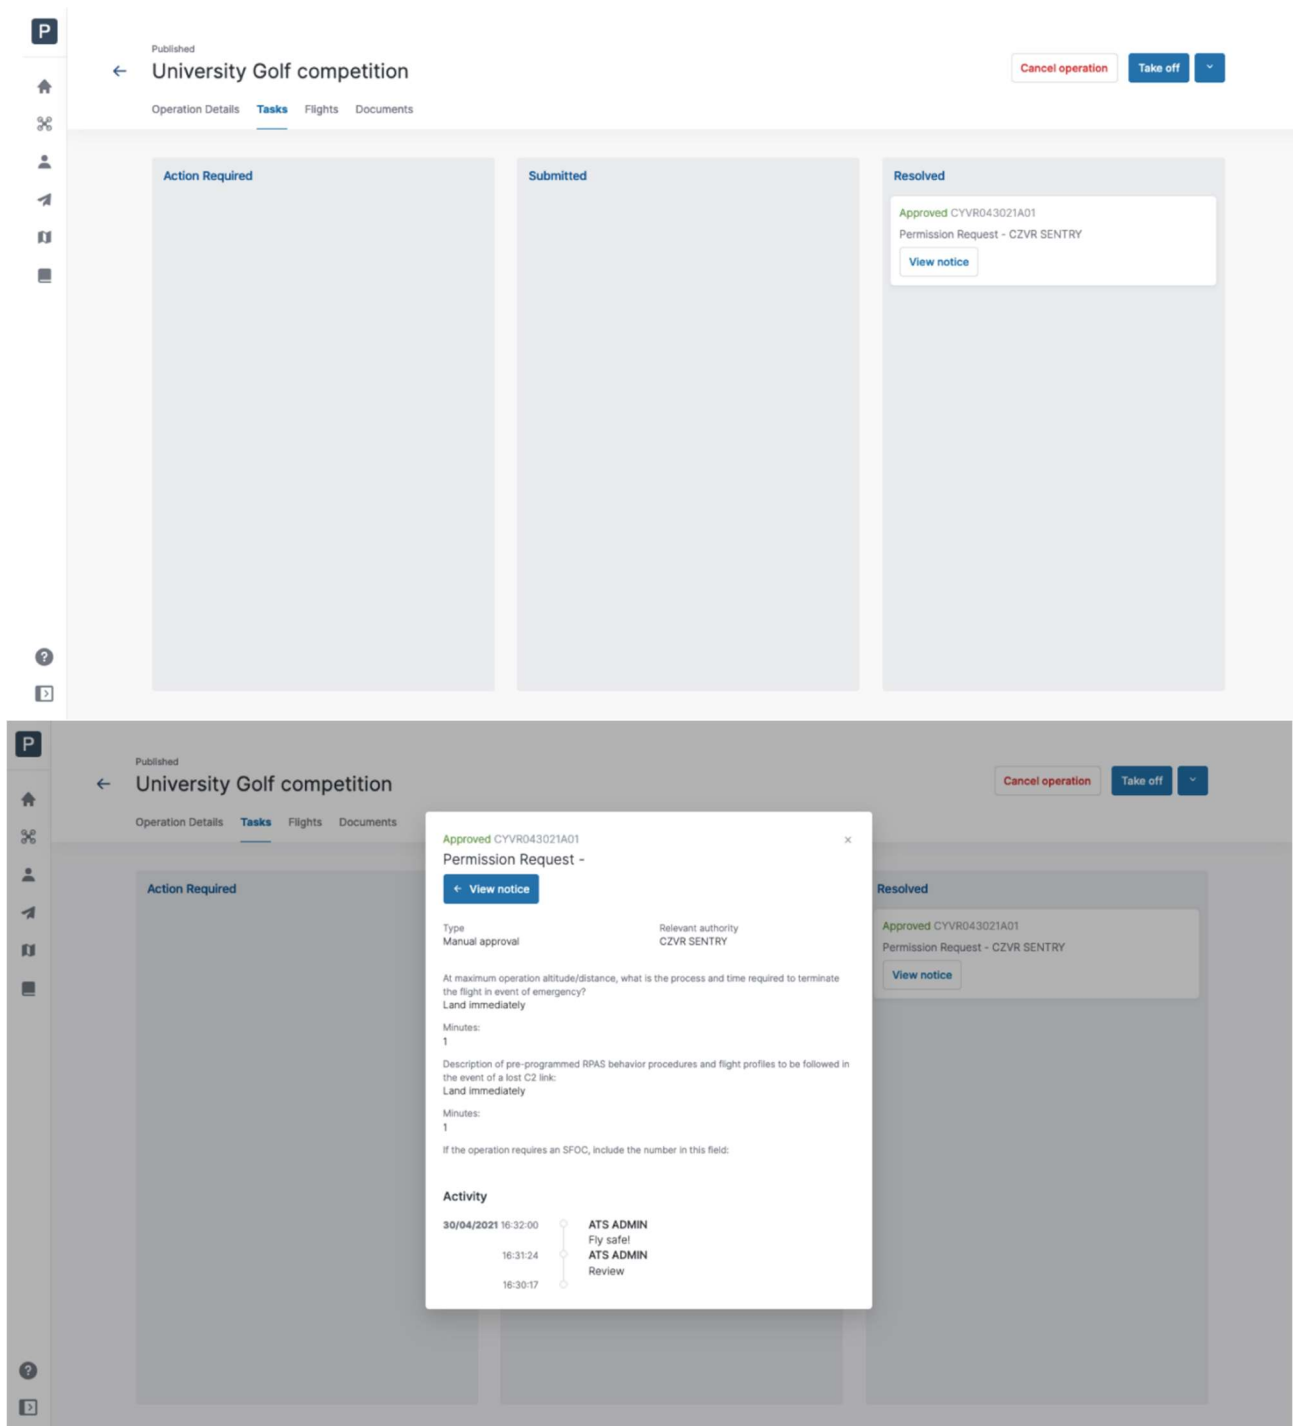 P
Published
University Golf competition
Cancel operation
Take off
Operation Details Tasks Flights Documents
Action Required
Submitted
Resolved
Approved CYVR043021A01
Permission Request - CZVR SENTRY
View notice
?
P
Published
University Golf competition
Cancel operation
Take off
Operation Details Tasks Flights Documents
Action Required
Resolved
Approved CYVR043021A01
Permission Request - CZVR SENTRY
View notice
Approved CYVR043021A01
×
Permission Request -
← View notice
Type
Manual approval
Relevant authority
CZVR SENTRY
At maximum operation altitude/distance, what is the process and time required to terminate
the flight in event of emergency?
Land immediately
Minutes:
1
Description of pre-programmed RPAS behavior procedures and flight profiles to be followed in
the event of a lost C2 link:
Land immediately
Minutes:
1
If the operation requires an SFOC, include the number in this field:
Activity
30/04/2021 16:32:00 ATS ADMIN
Fly safe!
16:31:24 ATS ADMIN
Review
16:30:17
?